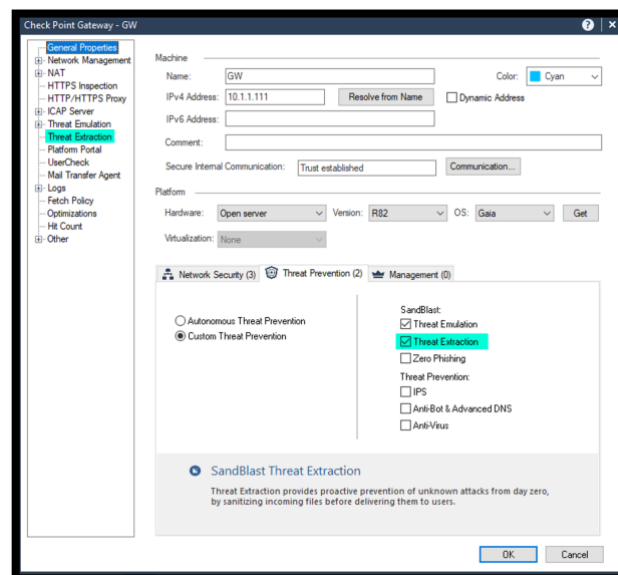 Check Point Gateway - GW
General Properties
Network Management
NAT
HTTPS Inspection
HTTP/HTTPS Proxy
ICAP Server
Threat Emulation
Threat Extraction
Platform Portal
UserCheck
Mail Transfer Agent
Logs
Fetch Policy
Optimizations
Hit Count
Other
Machine
Name: GW Color: Cyan
IPv4 Address: 10.1.1.111 Resolve from Name Dynamic Address
IPv6 Address:
Comment:
Secure Internal Communication: Trust established Communication...
Platform
Hardware: Open server Version: R82 OS: Gaia Get
Virtualization: None
Network Security (3) Threat Prevention (2) Management (0)
Autonomous Threat Prevention
Custom Threat Prevention
SandBlast:
Threat Emulation
Threat Extraction
Zero Phishing
Threat Prevention:
IPS
Anti-Bot & Advanced DNS
Anti-Virus
SandBlast Threat Extraction
Threat Extraction provides proactive prevention of unknown attacks from day zero,
by sanitizing incoming files before delivering them to users.
OK Cancel